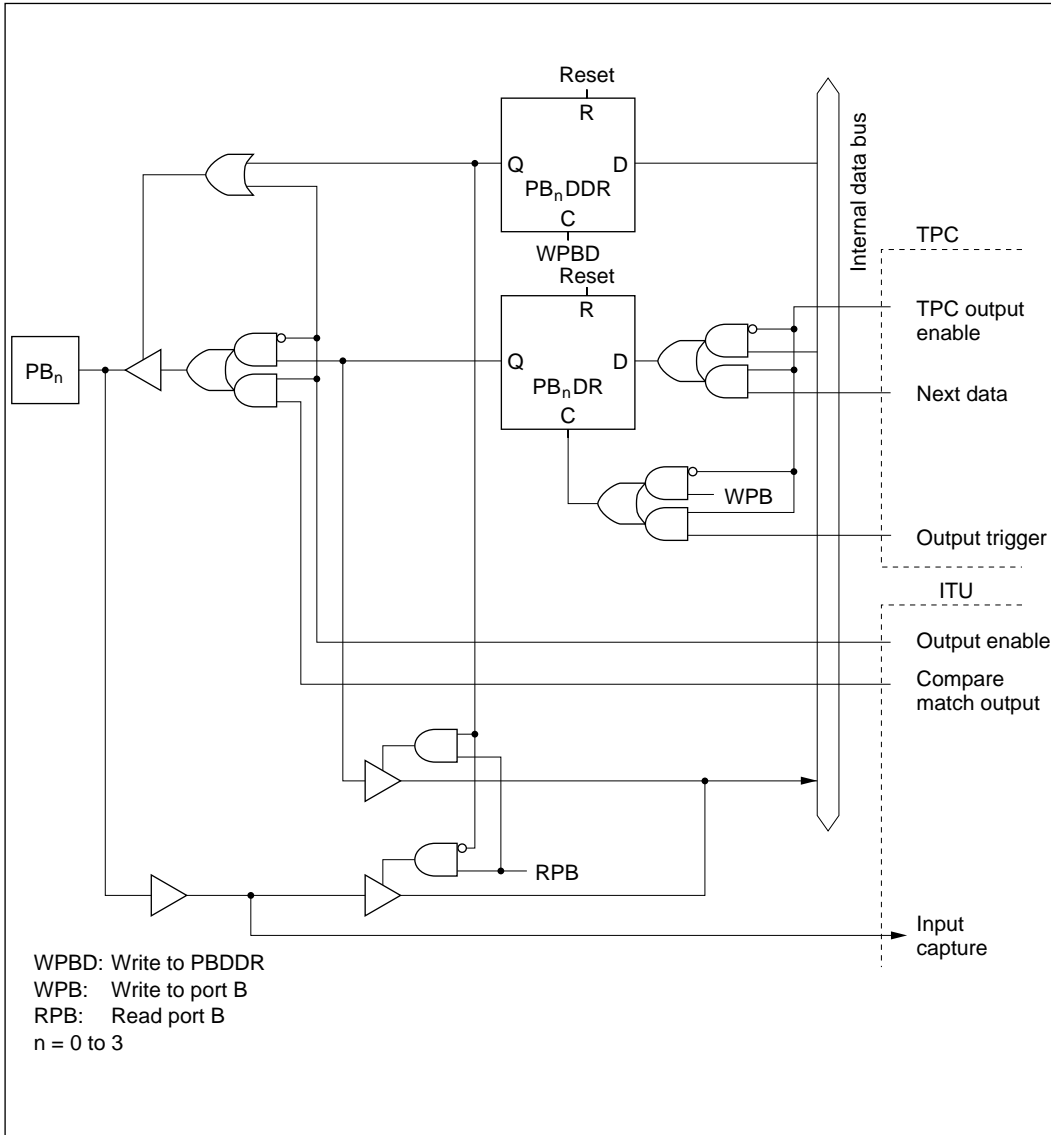 Reset
R
Q
D
PBnDDR
C
WPBD
Internal data bus
TPC
Reset
R
TPC output
enable
PBn
Q
D
PBnDR
C
Next data
WPB
Output trigger
ITU
Output enable
Compare
match output
RPB
Input
capture
WPBD: Write to PBDDR
WPB: Write to port B
RPB: Read port B
n = 0 to 3